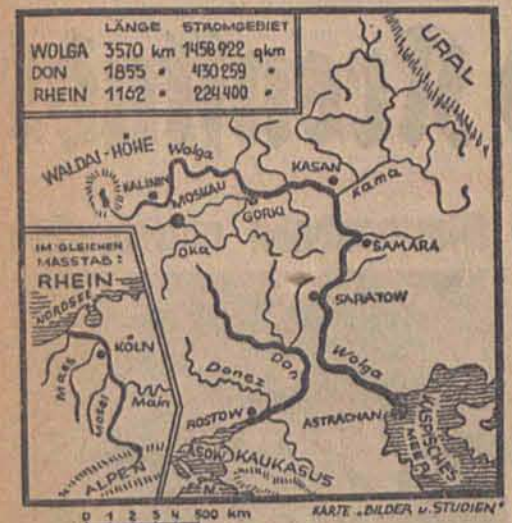 LÄNGE STROMGEBIET
WOLGA 3570 km 1458922 qkm
DON 1855 " 430259 "
RHEIN 1162 " 224400 "
URAL
WALDAI-HÖHE
Wolga
KALININ
MOSKAU
KASAN
Kama
GORKI
Oka
SAMARA
SARATOW
IM GLEICHEN
MASSTAB:
RHEIN
NORDSEE
KÖLN
Maas
Mosel
Main
ALPEN
Donez
Don
Wolga
ROSTOW
ASTRACHAN
KASPISCHES
MEER
ASOW
KAUKASUS
0 1 2 3 4 500 km
KARTE „BILDER u. STUDIEN"